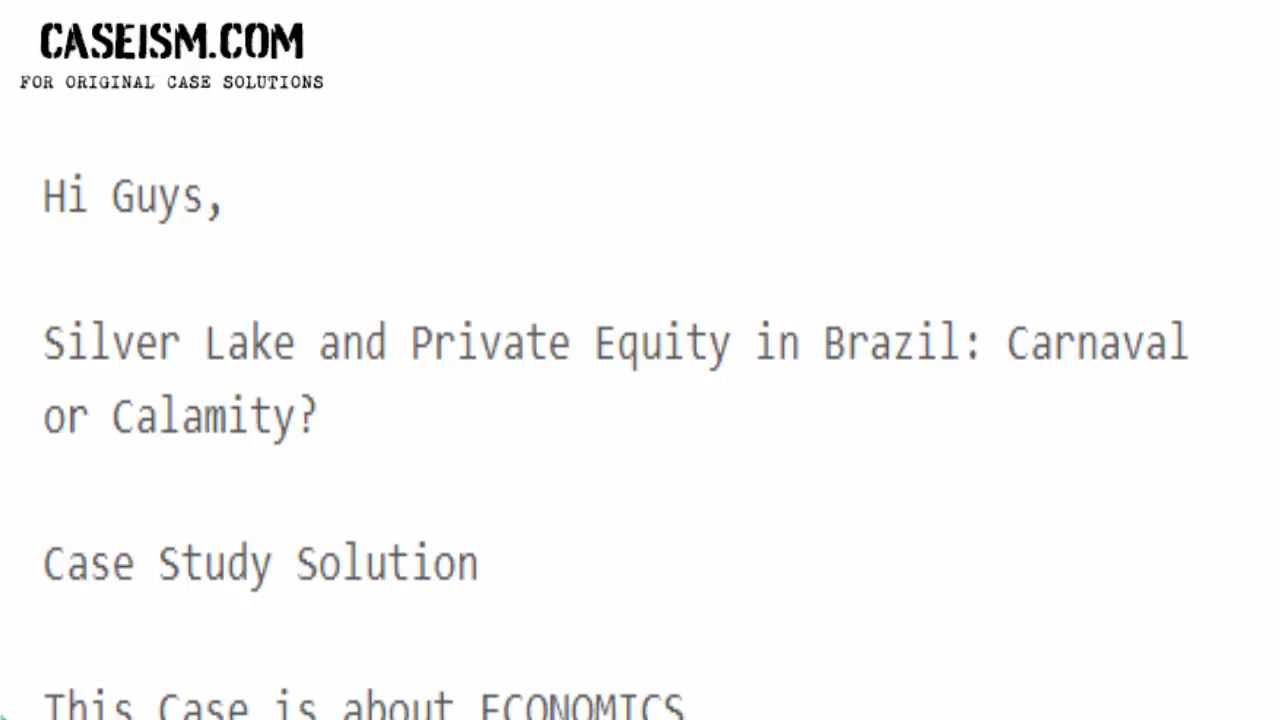 CASEISM.COM
FOR ORIGINAL CASE SOLUTIONS
Hi Guys,
Silver Lake and Private Equity in Brazil: Carnaval
or Calamity?
Case Study Solution
This Case is about ECONOMICS